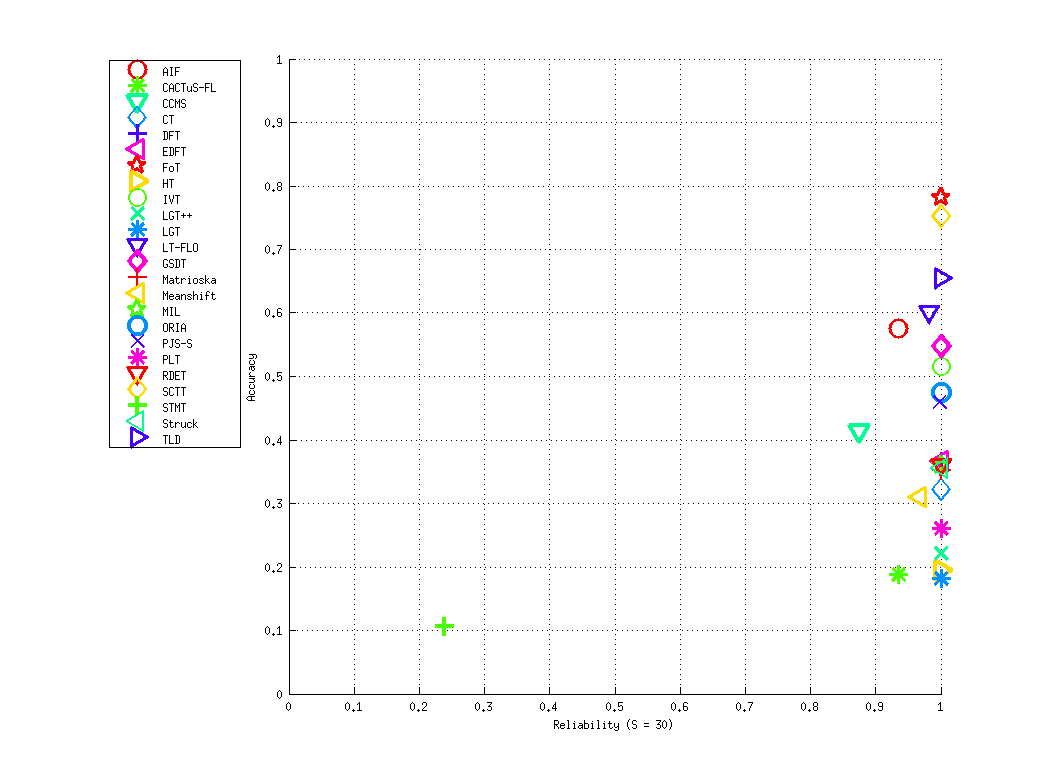 AIF
CACTuS-FL
CCMS
CT
DFT
EDFT
FoT
HT
IVT
LGT++
LGT
LT-FLO
GSDT
Matrioska
Meanshift
MIL
ORIA
PJS-S
PLT
RDET
SCTT
STMT
Struck
TLD
Accuracy
1
0.9
0.8
0.7
0.6
0.5
0.4
0.3
0.2
0.1
0
0 0.1 0.2 0.3 0.4 0.5 0.6 0.7 0.8 0.9 1
Reliability (S = 30)